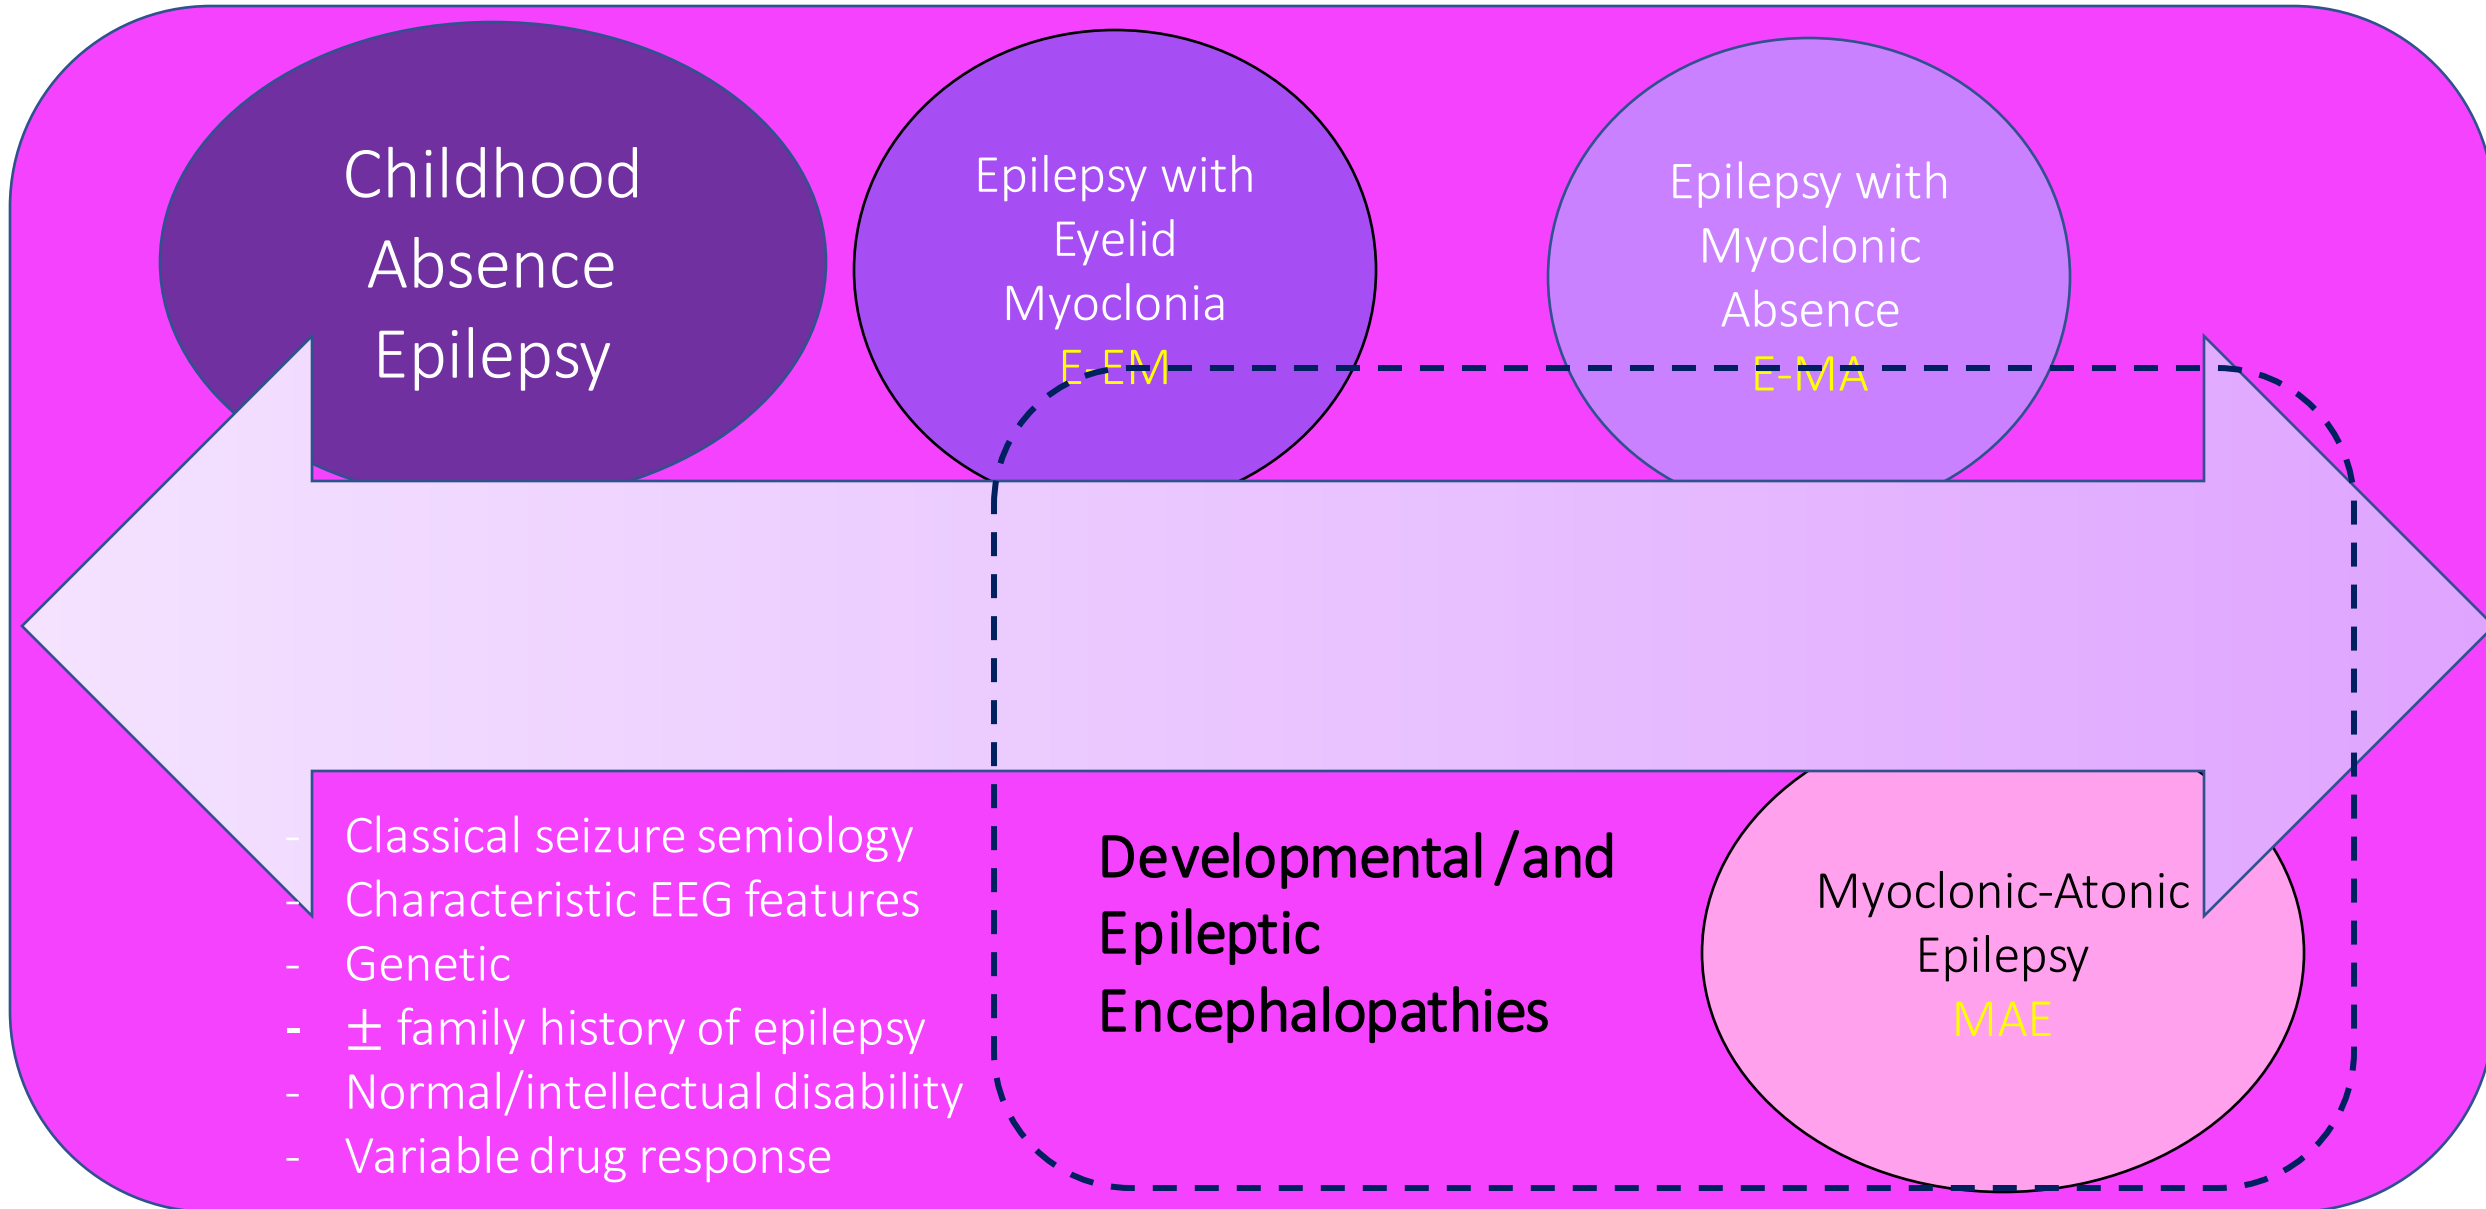 Childhood
Absence
Epilepsy
Epilepsy with
Eyelid
Myoclonia
E-EM
Epilepsy with
Myoclonic
Absence
E-MA
- Classical seizure semiology
- Characteristic EEG features
- Genetic
- ± family history of epilepsy
- Normal/intellectual disability
- Variable drug response
Developmental /and
Epileptic
Encephalopathies
Myoclonic-Atonic
Epilepsy
MAE